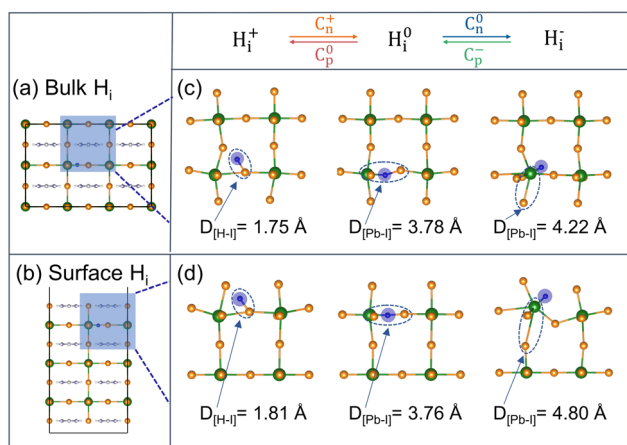 C_n^+ C_n^0
H_i^+ H_i^0 H_i^-
C_p^0 C_p^-
(a) Bulk H_i (c)
D_[H-I]= 1.75 Å D_[Pb-I]= 3.78 Å D_[Pb-I]= 4.22 Å
(b) Surface H_i (d)
D_[H-I]= 1.81 Å D_[Pb-I]= 3.76 Å D_[Pb-I]= 4.80 Å